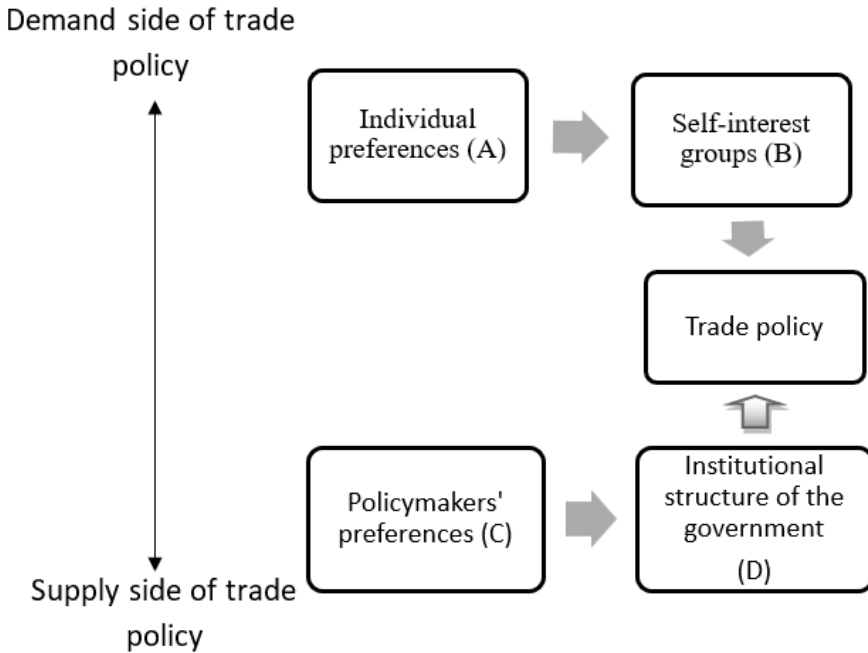 Demand side of trade
policy
Individual
preferences (A)
Self-interest
groups (B)
Trade policy
Policymakers'
preferences (C)
Institutional
structure of the
government
(D)
Supply side of trade
policy